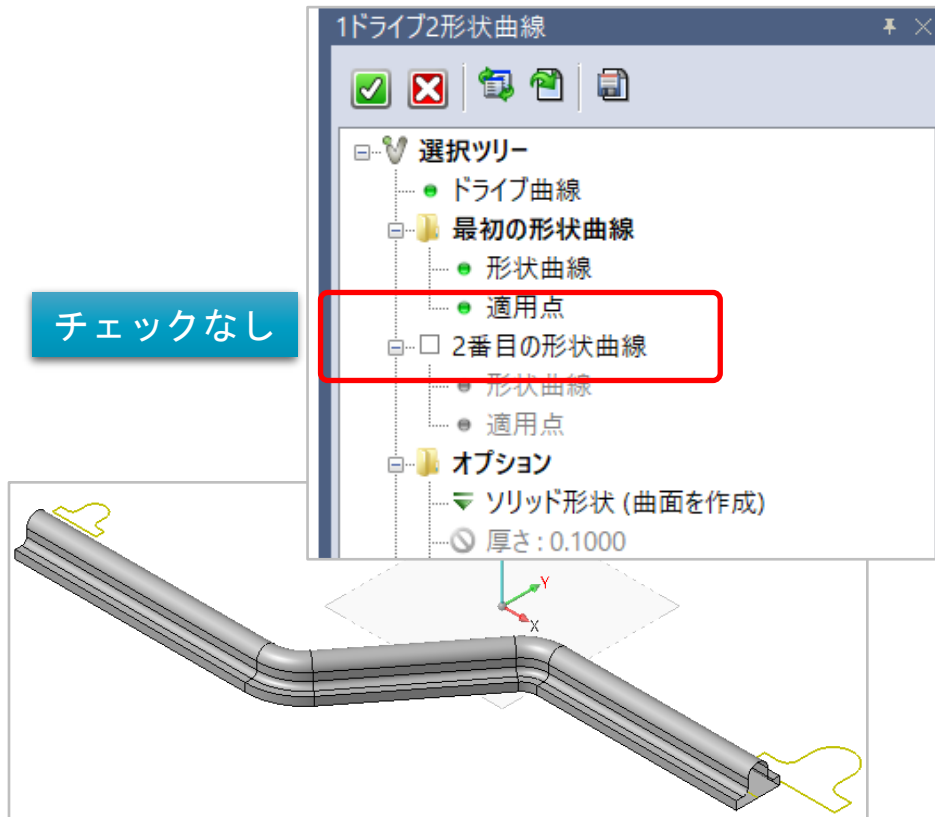 1ドライブ2形状曲線
選択ツリー
ドライブ曲線
最初の形状曲線
形状曲線
適用点
チェックなし
2番目の形状曲線
形状曲線
適用点
オプション
ソリッド形状 (曲面を作成)
厚さ : 0.1000
Y
X